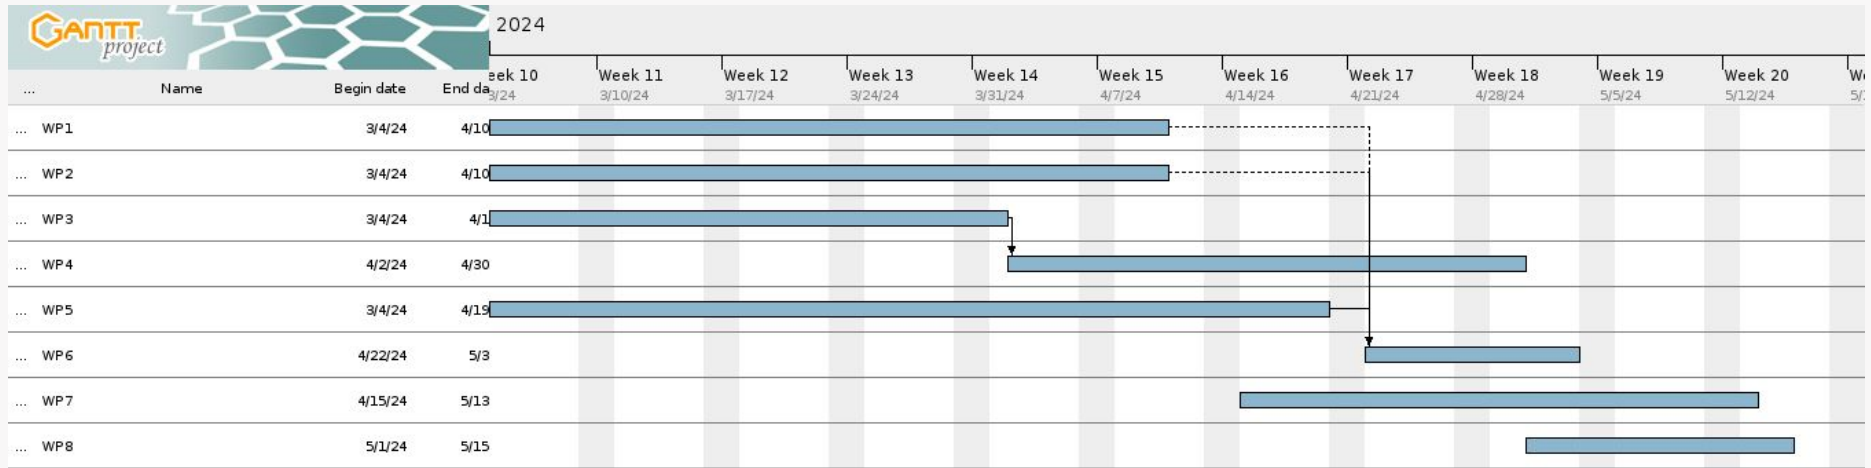 GANTT project
2024
eek 10 Week 11 Week 12 Week 13 Week 14 Week 15 Week 16 Week 17 Week 18 Week 19 Week 20 We
... Name Begin date End da
3/24 3/10/24 3/17/24 3/24/24 3/31/24 4/7/24 4/14/24 4/21/24 4/28/24 5/5/24 5/12/24 5/
... WP1 3/4/24 4/10
... WP2 3/4/24 4/10
... WP3 3/4/24 4/1
... WP4 4/2/24 4/30
... WP5 3/4/24 4/19
... WP6 4/22/24 5/3
... WP7 4/15/24 5/13
... WP8 5/1/24 5/15